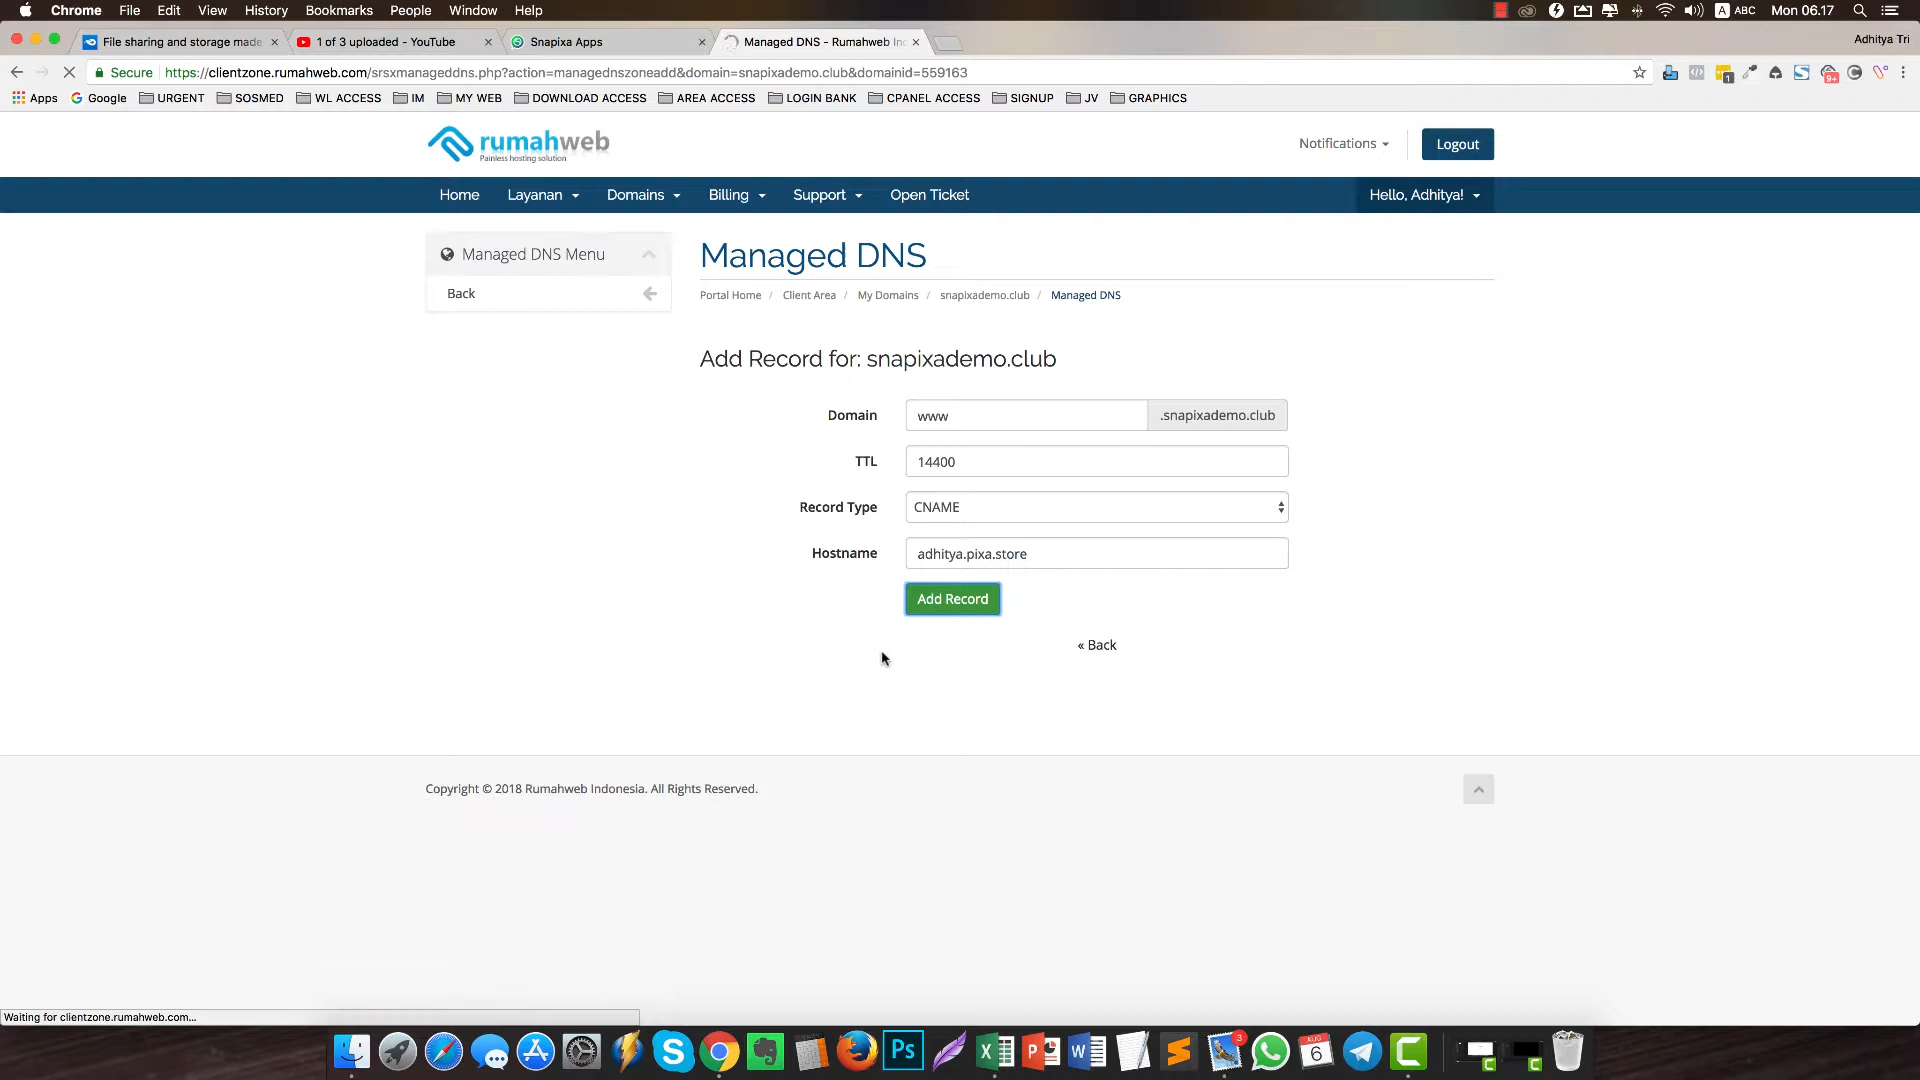 Chrome File Edit View History Bookmarks People Window Help A ABC Mon 06.17
File sharing and storage made 1 of 3 uploaded - YouTube Snapixa Apps Managed DNS - Rumahweb In Adhitya Tri
Secure https://clientzone.rumahweb.com/srsxmanageddns.php?action=managednszoneadd&domain=snapixademo.club&domainid=559163
Apps Google URGENT SOSMED WL ACCESS IM MY WEB DOWNLOAD ACCESS AREA ACCESS LOGIN BANK CPANEL ACCESS SIGNUP JV GRAPHICS
rumahweb
Painless hosting solution
Notifications Logout
Home Layanan Domains Billing Support Open Ticket Hello, Adhitya!
Managed DNS Menu
Back
Managed DNS
Portal Home / Client Area / My Domains / snapixademo.club / Managed DNS
Add Record for: snapixademo.club
Domain www .snapixademo.club
TTL 14400
Record Type CNAME
Hostname adhitya.pixa.store
Add Record
« Back
Copyright © 2018 Rumahweb Indonesia. All Rights Reserved.
Waiting for clientzone.rumahweb.com...
Ps
3
AUG
6